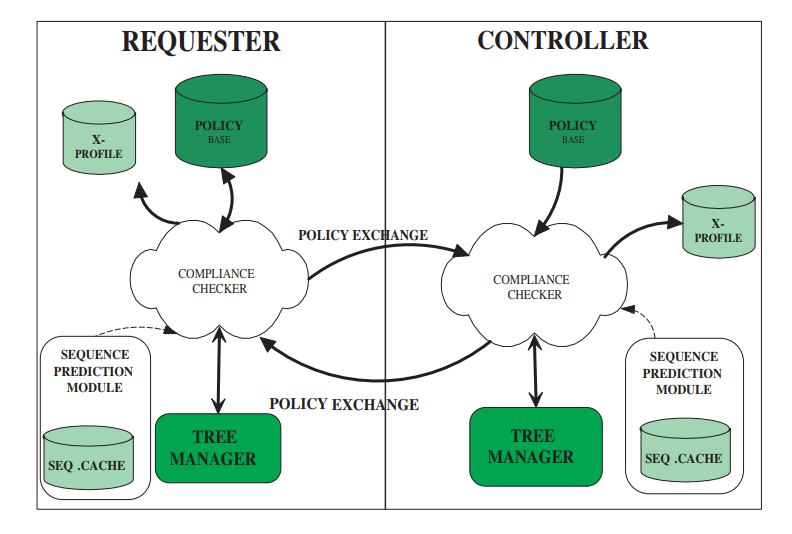 REQUESTER
CONTROLLER
X-
PROFILE
POLICY
BASE
POLICY
BASE
X-
PROFILE
POLICY EXCHANGE
COMPLIANCE
CHECKER
COMPLIANCE
CHECKER
SEQUENCE
PREDICTION
MODULE
SEQ .CACHE
TREE
MANAGER
POLICY EXCHANGE
TREE
MANAGER
SEQUENCE
PREDICTION
MODULE
SEQ .CACHE